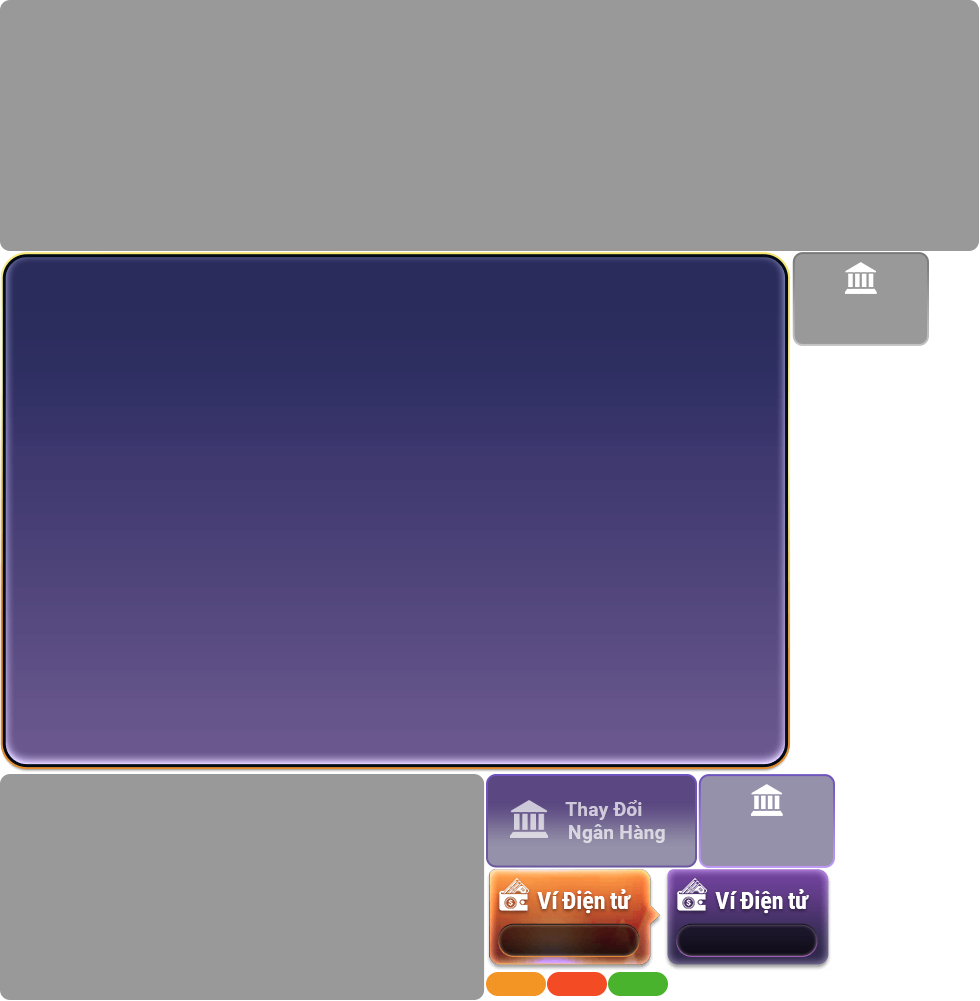 Thay Đổi
Ngân Hàng
Ví Điện tử
Ví Điện tử